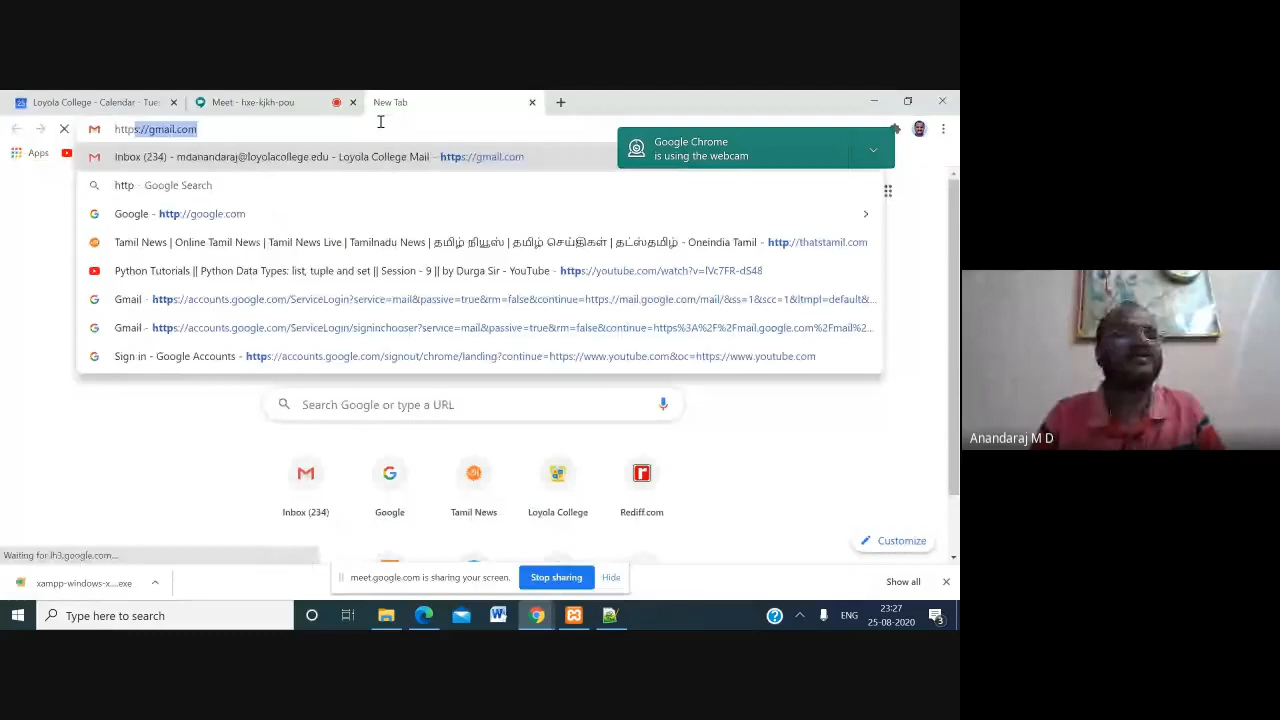 Loyola College - Calendar - Tues
Meet - hxe-kjkh-pou
New Tab
https://gmail.com
Google Chrome
is using the webcam
Apps
Inbox (234) - mdanandaraj@loyolacollege.edu - Loyola College Mail - https://gmail.com
http - Google Search
Google - http://google.com
Tamil News | Online Tamil News | Tamil News Live | Tamilnadu News | தமிழ் நியூஸ் | தமிழ் செய்திகள் | தட்ஸ்தமிழ் - Oneindia Tamil - http://thatstamil.com
Python Tutorials || Python Data Types: list, tuple and set || Session - 9 || by Durga Sir - YouTube - https://youtube.com/watch?v=lVc7FR-dS48
Gmail - https://accounts.google.com/ServiceLogin?service=mail&passive=true&rm=false&continue=https://mail.google.com/mail/&ss=1&scc=1&ltmpl=default&...
Gmail - https://accounts.google.com/ServiceLogin/signinchooser?service=mail&passive=true&rm=false&continue=https%3A%2F%2Fmail.google.com%2Fmail%2...
Sign in - Google Accounts - https://accounts.google.com/signout/chrome/landing?continue=https://www.youtube.com&oc=https://www.youtube.com
Search Google or type a URL
Inbox (234)
Google
Tamil News
Loyola College
Rediff.com
Customize
Waiting for lh3.google.com...
xampp-windows-x....exe
meet.google.com is sharing your screen.
Stop sharing
Hide
Show all
Type here to search
ENG
23:27
25-08-2020
3
Anandaraj M D